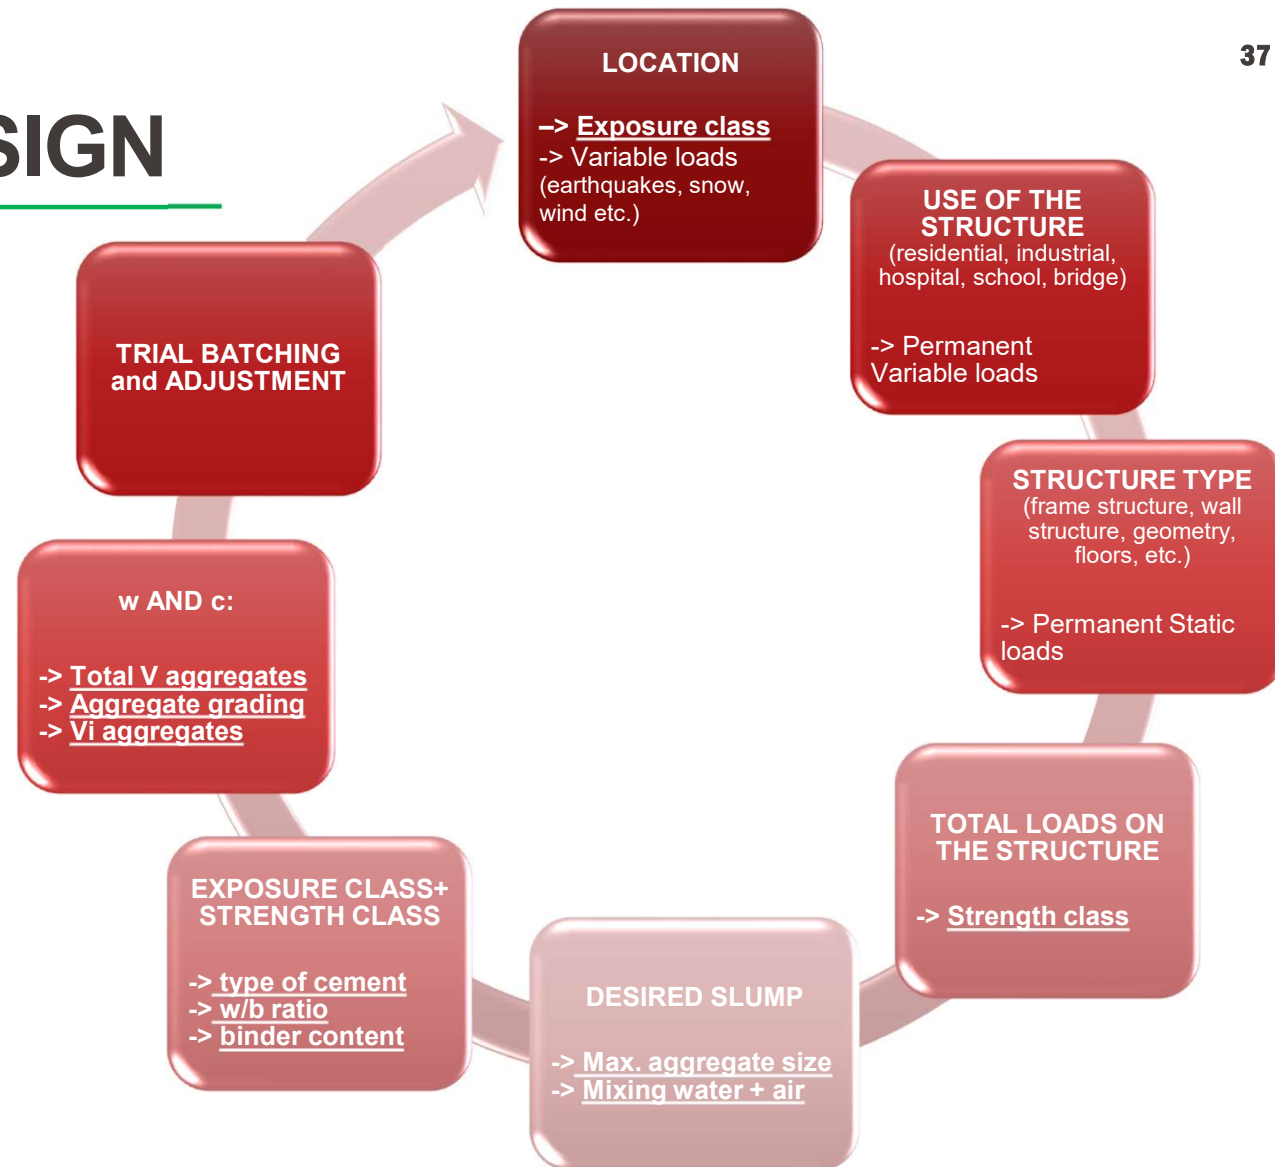 37
SIGN
LOCATION
–> Exposure class
-> Variable loads
(earthquakes, snow,
wind etc.)
USE OF THE
STRUCTURE
(residential, industrial,
hospital, school, bridge)
-> Permanent
Variable loads
STRUCTURE TYPE
(frame structure, wall
structure, geometry,
floors, etc.)
-> Permanent Static
loads
TOTAL LOADS ON
THE STRUCTURE
-> Strength class
DESIRED SLUMP
-> Max. aggregate size
-> Mixing water + air
EXPOSURE CLASS+
STRENGTH CLASS
-> type of cement
-> w/b ratio
-> binder content
w AND c:
-> Total V aggregates
-> Aggregate grading
-> Vi aggregates
TRIAL BATCHING
and ADJUSTMENT